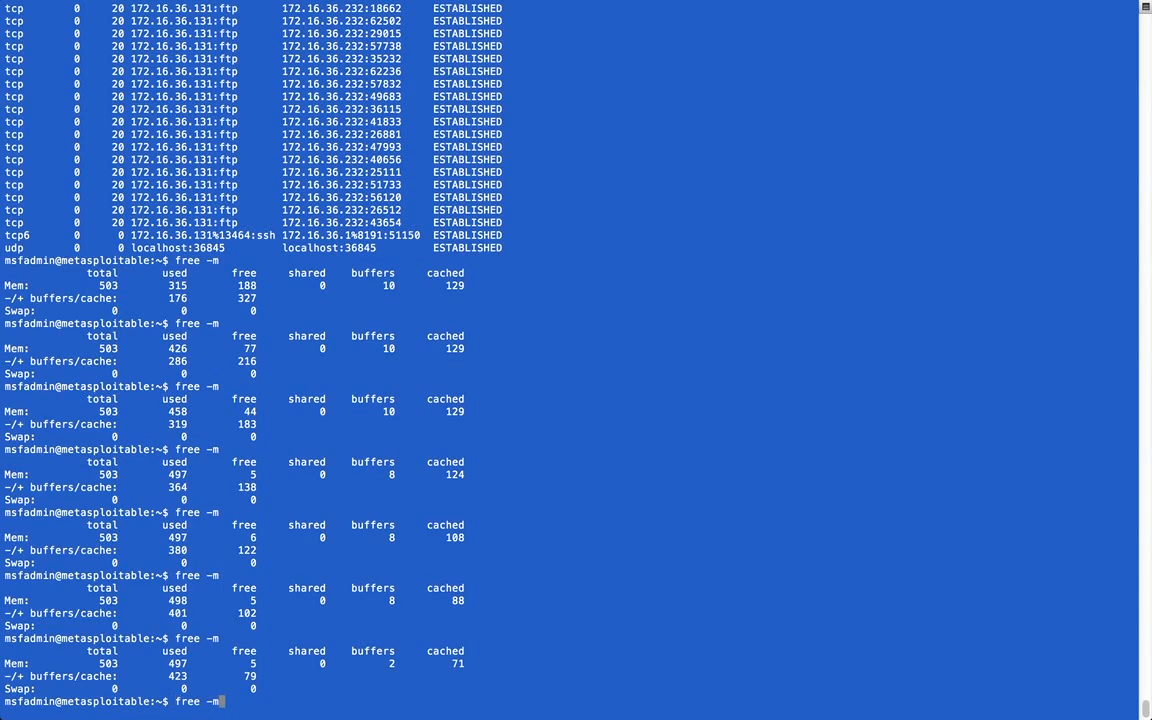 tcp        0     20 172.16.36.131:ftp       172.16.36.232:18662     ESTABLISHED
tcp        0     20 172.16.36.131:ftp       172.16.36.232:62502     ESTABLISHED
tcp        0     20 172.16.36.131:ftp       172.16.36.232:29015     ESTABLISHED
tcp        0     20 172.16.36.131:ftp       172.16.36.232:57738     ESTABLISHED
tcp        0     20 172.16.36.131:ftp       172.16.36.232:35232     ESTABLISHED
tcp        0     20 172.16.36.131:ftp       172.16.36.232:62236     ESTABLISHED
tcp        0     20 172.16.36.131:ftp       172.16.36.232:57832     ESTABLISHED
tcp        0     20 172.16.36.131:ftp       172.16.36.232:49683     ESTABLISHED
tcp        0     20 172.16.36.131:ftp       172.16.36.232:36115     ESTABLISHED
tcp        0     20 172.16.36.131:ftp       172.16.36.232:41833     ESTABLISHED
tcp        0     20 172.16.36.131:ftp       172.16.36.232:26881     ESTABLISHED
tcp        0     20 172.16.36.131:ftp       172.16.36.232:47993     ESTABLISHED
tcp        0     20 172.16.36.131:ftp       172.16.36.232:40656     ESTABLISHED
tcp        0     20 172.16.36.131:ftp       172.16.36.232:25111     ESTABLISHED
tcp        0     20 172.16.36.131:ftp       172.16.36.232:51733     ESTABLISHED
tcp        0     20 172.16.36.131:ftp       172.16.36.232:56120     ESTABLISHED
tcp        0     20 172.16.36.131:ftp       172.16.36.232:26512     ESTABLISHED
tcp        0     20 172.16.36.131:ftp       172.16.36.232:43654     ESTABLISHED
tcp6       0      0 172.16.36.131%13464:ssh 172.16.36.1%8191:51150  ESTABLISHED
udp        0      0 localhost:36845         localhost:36845         ESTABLISHED
msfadmin@metasploitable:~$ free -m
             total       used       free     shared    buffers     cached
Mem:           503        315        188          0         10        129
-/+ buffers/cache:        176        327
Swap:            0          0          0
msfadmin@metasploitable:~$ free -m
             total       used       free     shared    buffers     cached
Mem:           503        426         77          0         10        129
-/+ buffers/cache:        286        216
Swap:            0          0          0
msfadmin@metasploitable:~$ free -m
             total       used       free     shared    buffers     cached
Mem:           503        458         44          0         10        129
-/+ buffers/cache:        319        183
Swap:            0          0          0
msfadmin@metasploitable:~$ free -m
             total       used       free     shared    buffers     cached
Mem:           503        497          5          0          8        124
-/+ buffers/cache:        364        138
Swap:            0          0          0
msfadmin@metasploitable:~$ free -m
             total       used       free     shared    buffers     cached
Mem:           503        497          6          0          8        108
-/+ buffers/cache:        380        122
Swap:            0          0          0
msfadmin@metasploitable:~$ free -m
             total       used       free     shared    buffers     cached
Mem:           503        498          5          0          8         88
-/+ buffers/cache:        401        102
Swap:            0          0          0
msfadmin@metasploitable:~$ free -m
             total       used       free     shared    buffers     cached
Mem:           503        497          5          0          2         71
-/+ buffers/cache:        423         79
Swap:            0          0          0
msfadmin@metasploitable:~$ free -m